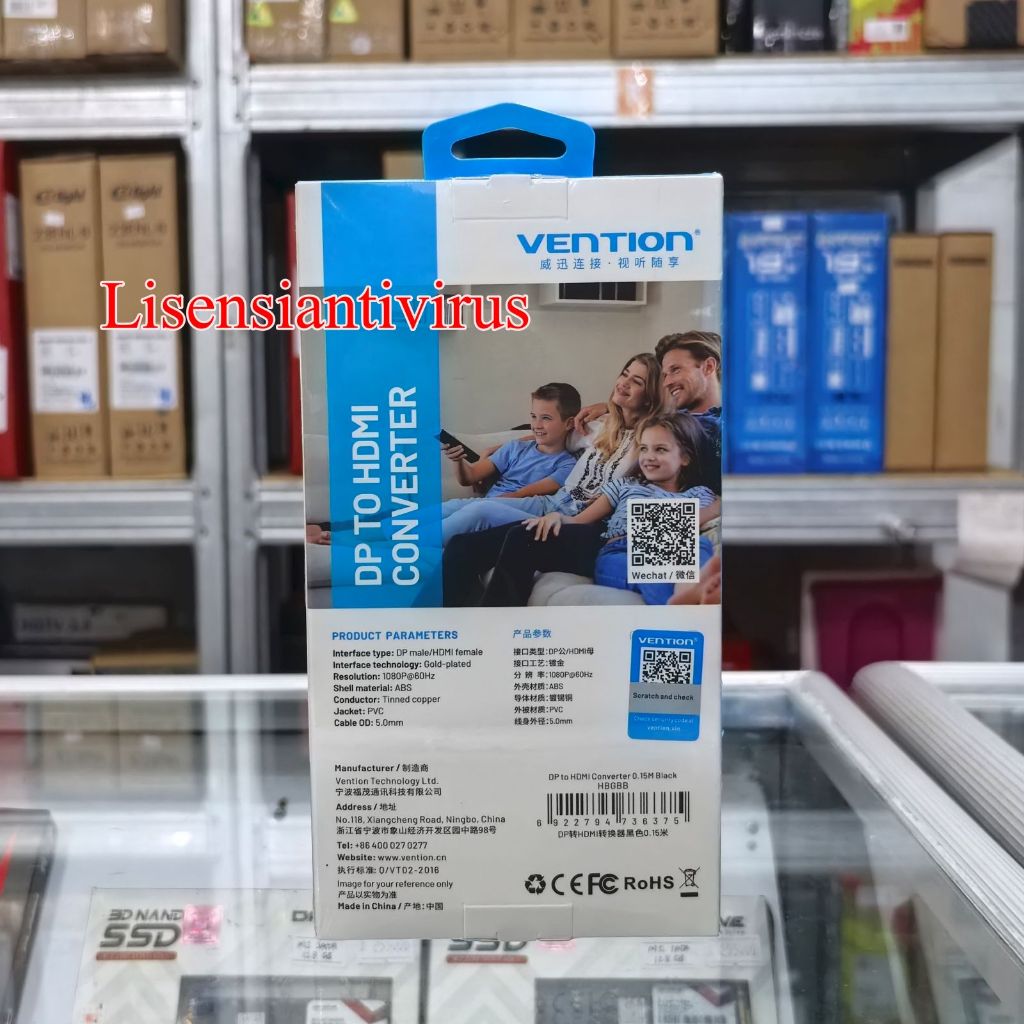 VENTION®
威迅连接·视听随享
Lisensiantivirus
DP TO HDMI
CONVERTER
Wechat / 微信
PRODUCT PARAMETERS
Interface type: DP male/HDMI female
Interface technology: Gold-plated
Resolution: 1080P@60Hz
Shell material: ABS
Conductor: Tinned copper
Jacket: PVC
Cable OD: 5.0mm
产品参数
接口类型:DP公/HDMI母
接口工艺:镀金
分 辨 率:1080P@60Hz
外壳材质:ABS
导体材质:镀锡铜
外被材质:PVC
线身外径:5.0mm
VENTION
Scratch and check
Check security code at
vention.xin
Manufacturer / 制造商
Vention Technology Ltd.
宁波福茂通讯科技有限公司
Address / 地址
No.118, Xiangcheng Road, Ningbo, China
浙江省宁波市象山经济开发区园中路98号
Tel: +86 400 027 0277
Website: www.vention.cn
执行标准: Q/VT02-2016
Image for your reference only
产品以实物为准
Made in China / 产地: 中国
DP to HDMI Converter 0.15M Black
HBGBB
6 922794 736375
DP转HDMI转换器黑色0.15米
CE FC RoHS
3D NAND
SSD
SSD